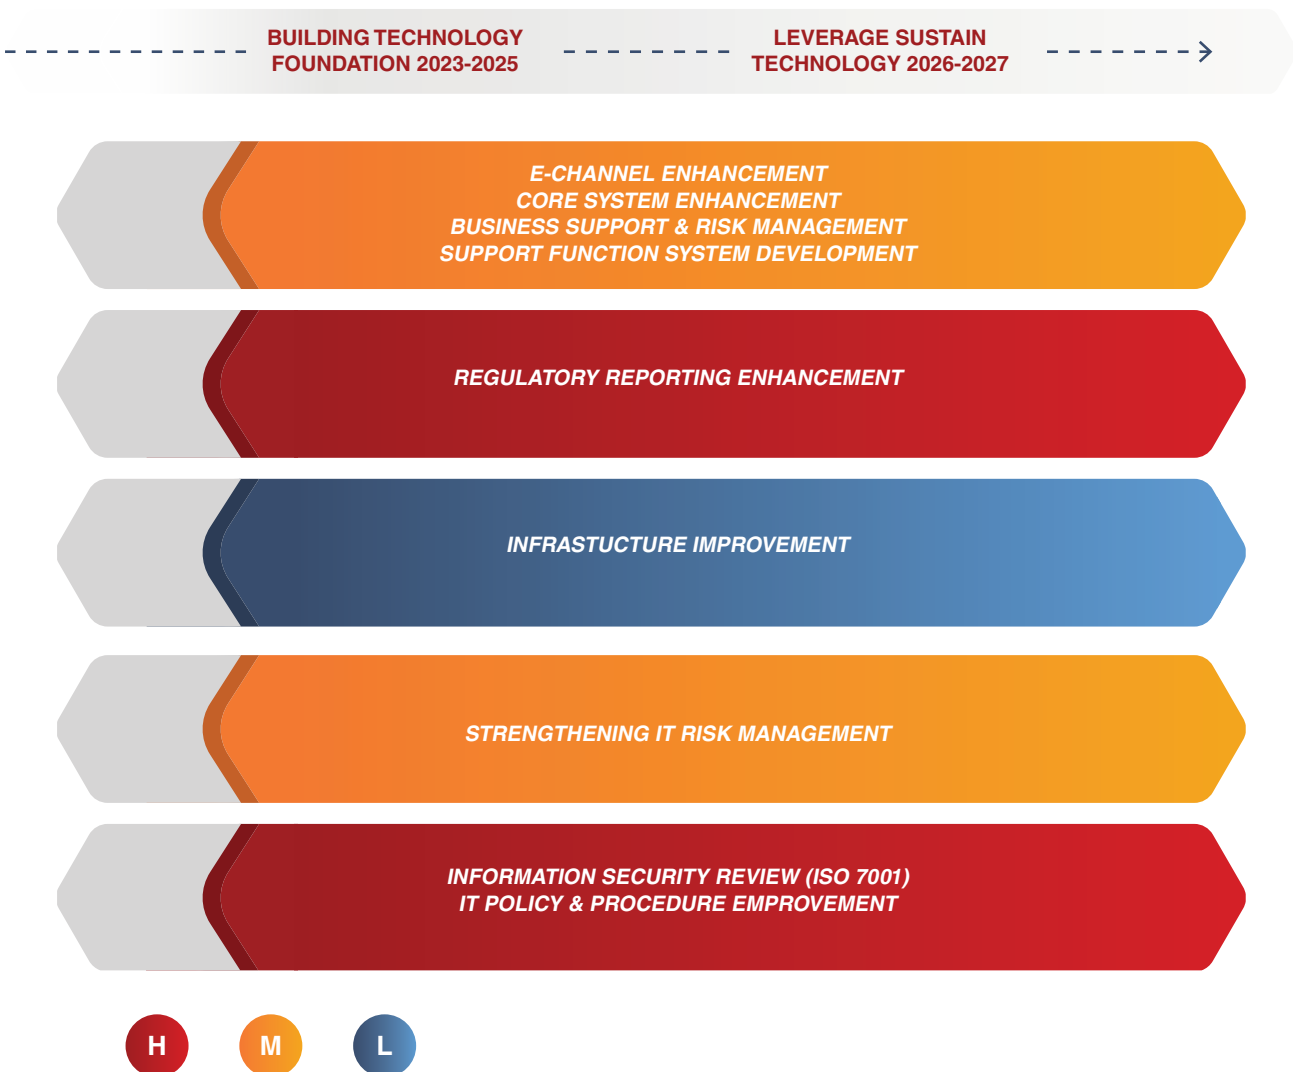 BUILDING TECHNOLOGY
FOUNDATION 2023-2025
LEVERAGE SUSTAIN
TECHNOLOGY 2026-2027
E-CHANNEL ENHANCEMENT
CORE SYSTEM ENHANCEMENT
BUSINESS SUPPORT & RISK MANAGEMENT
SUPPORT FUNCTION SYSTEM DEVELOPMENT
REGULATORY REPORTING ENHANCEMENT
INFRASTUCTURE IMPROVEMENT
STRENGTHENING IT RISK MANAGEMENT
INFORMATION SECURITY REVIEW (ISO 7001)
IT POLICY & PROCEDURE EMPROVEMENT
H
M
L